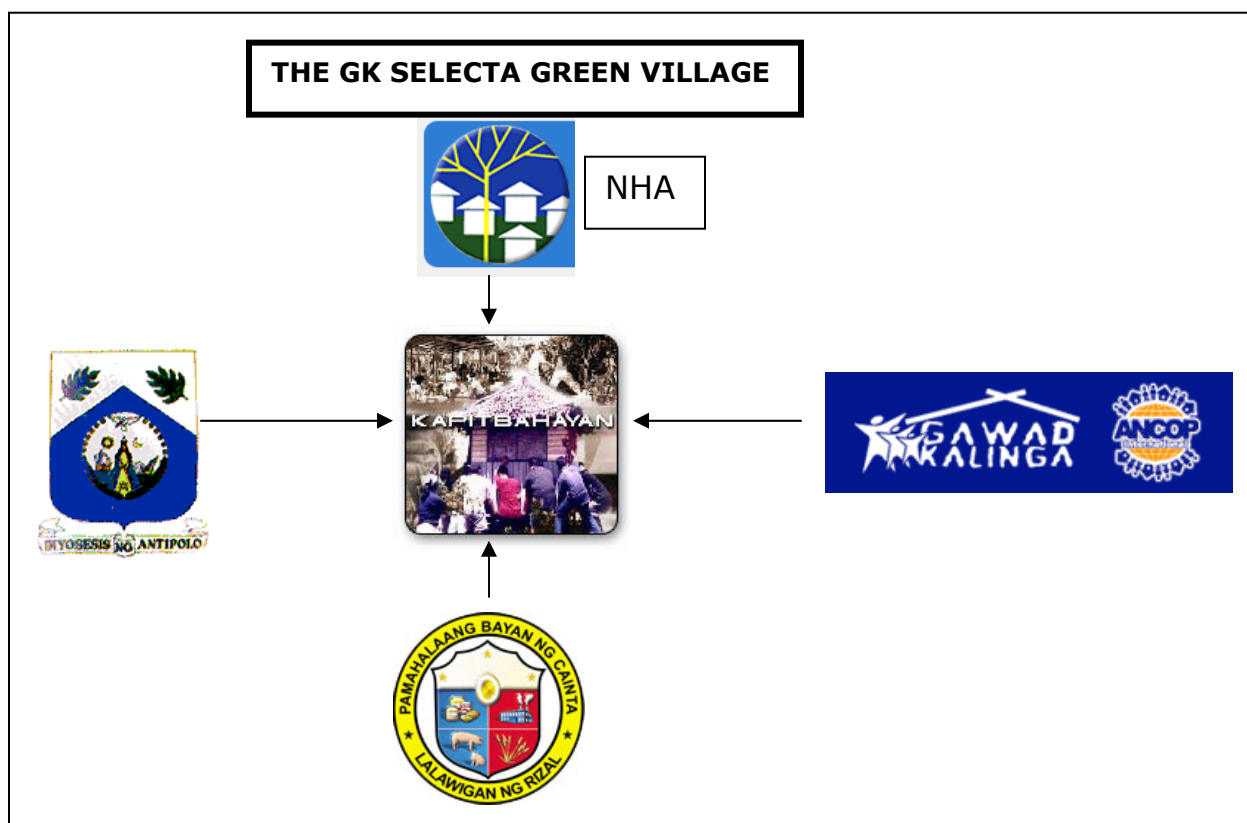 THE GK SELECTA GREEN VILLAGE
NHA
KAPITBAHAYAN
GAWAD
KALINGA
ANCOP
DIYOSESIS NG ANTIPOLO
PAMAHALAANG BAYAN NG CAINTA
LALAWIGAN NG RIZAL